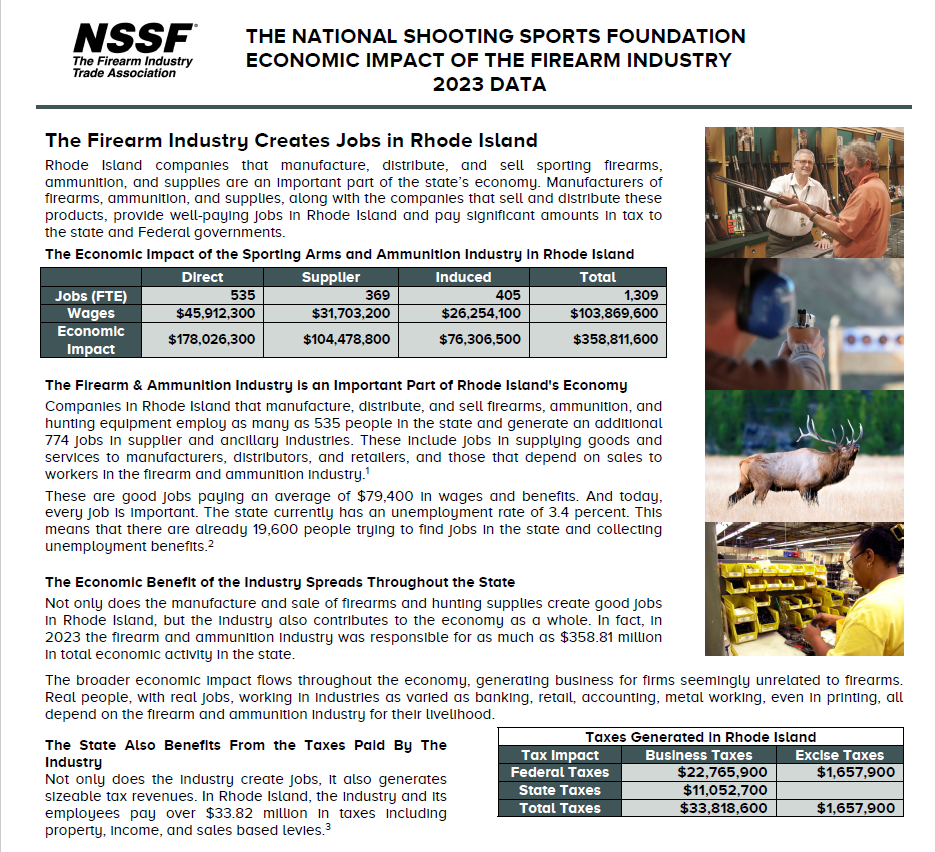 NSSF
The Firearm Industry
Trade Association
THE NATIONAL SHOOTING SPORTS FOUNDATION
ECONOMIC IMPACT OF THE FIREARM INDUSTRY
2023 DATA
The Firearm Industry Creates Jobs in Rhode Island
Rhode Island companies that manufacture, distribute, and sell sporting firearms,
ammunition, and supplies are an important part of the state's economy. Manufacturers of
firearms, ammunition, and supplies, along with the companies that sell and distribute these
products, provide well-paying jobs in Rhode Island and pay significant amounts in tax to
the state and Federal governments.
The Economic Impact of the Sporting Arms and Ammunition Industry in Rhode Island
Direct Supplier Induced Total
Jobs (FTE) 535 369 405 1,309
Wages $45,912,300 $31,703,200 $26,254,100 $103,869,600
Economic
Impact $178,026,300 $104,478,800 $76,306,500 $358,811,600
The Firearm & Ammunition Industry is an Important Part of Rhode Island's Economy
Companies in Rhode Island that manufacture, distribute, and sell firearms, ammunition, and
hunting equipment employ as many as 535 people in the state and generate an additional
774 jobs in supplier and ancillary industries. These include jobs in supplying goods and
services to manufacturers, distributors, and retailers, and those that depend on sales to
workers in the firearm and ammunition industry.¹
These are good jobs paying an average of $79,400 in wages and benefits. And today,
every job is important. The state currently has an unemployment rate of 3.4 percent. This
means that there are already 19,600 people trying to find jobs in the state and collecting
unemployment benefits.²
The Economic Benefit of the Industry Spreads Throughout the State
Not only does the manufacture and sale of firearms and hunting supplies create good jobs
in Rhode Island, but the industry also contributes to the economy as a whole. In fact, in
2023 the firearm and ammunition industry was responsible for as much as $358.81 million
in total economic activity in the state.
The broader economic impact flows throughout the economy, generating business for firms seemingly unrelated to firearms.
Real people, with real jobs, working in industries as varied as banking, retail, accounting, metal working, even in printing, all
depend on the firearm and ammunition industry for their livelihood.
The State Also Benefits From the Taxes Paid By The
Industry
Not only does the industry create jobs, it also generates
sizeable tax revenues. In Rhode Island, the industry and its
employees pay over $33.82 million in taxes including
property, income, and sales based levies.³
Taxes Generated in Rhode Island
Tax Impact Business Taxes Excise Taxes
Federal Taxes $22,765,900 $1,657,900
State Taxes $11,052,700
Total Taxes $33,818,600 $1,657,900